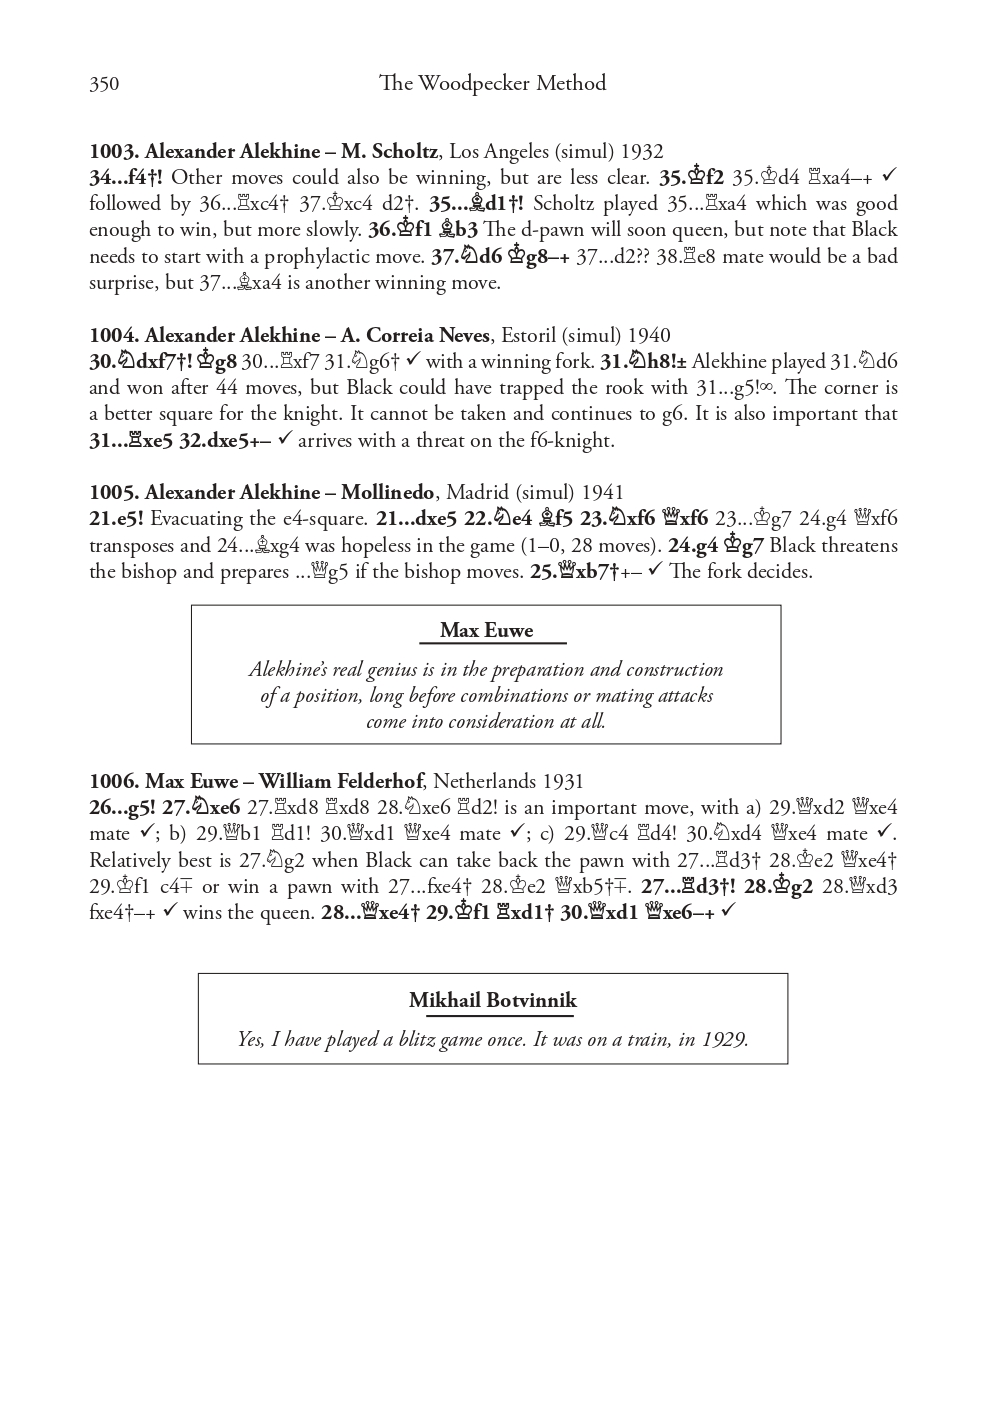 350 The Woodpecker Method
1003. Alexander Alekhine – M. Scholtz, Los Angeles (simul) 1932
34...f4†! Other moves could also be winning, but are less clear. 35.♔f2 35.♔d4 ♖xa4–+ ✓
followed by 36...♖xc4† 37.♔xc4 d2†. 35...♗d1†! Scholtz played 35...♖xa4 which was good
enough to win, but more slowly. 36.♔f1 ♗b3 The d-pawn will soon queen, but note that Black
needs to start with a prophylactic move. 37.♘d6 ♔g8–+ 37...d2?? 38.♖e8 mate would be a bad
surprise, but 37...♗xa4 is another winning move.
1004. Alexander Alekhine – A. Correia Neves, Estoril (simul) 1940
30.♘dxf7†! ♔g8 30...♖xf7 31.♘g6† ✓ with a winning fork. 31.♘h8!± Alekhine played 31.♘d6
and won after 44 moves, but Black could have trapped the rook with 31...g5!∞. The corner is
a better square for the knight. It cannot be taken and continues to g6. It is also important that
31...♖xe5 32.dxe5+– ✓ arrives with a threat on the f6-knight.
1005. Alexander Alekhine – Mollinedo, Madrid (simul) 1941
21.e5! Evacuating the e4-square. 21...dxe5 22.♘e4 ♗f5 23.♘xf6 ♕xf6 23...♔g7 24.g4 ♕xf6
transposes and 24...♗xg4 was hopeless in the game (1–0, 28 moves). 24.g4 ♔g7 Black threatens
the bishop and prepares ...♕g5 if the bishop moves. 25.♕xb7†+– ✓ The fork decides.
Max Euwe
Alekhine's real genius is in the preparation and construction
of a position, long before combinations or mating attacks
come into consideration at all.
1006. Max Euwe – William Felderhof, Netherlands 1931
26...g5! 27.♘xe6 27.♖xd8 ♖xd8 28.♘xe6 ♖d2! is an important move, with a) 29.♕xd2 ♕xe4
mate ✓; b) 29.♕b1 ♖d1! 30.♕xd1 ♕xe4 mate ✓; c) 29.♕c4 ♖d4! 30.♘xd4 ♕xe4 mate ✓.
Relatively best is 27.♘g2 when Black can take back the pawn with 27...♖d3† 28.♔e2 ♕xe4†
29.♔f1 c4∓ or win a pawn with 27...fxe4† 28.♔e2 ♕xb5†∓. 27...♖d3†! 28.♔g2 28.♕xd3
fxe4†–+ ✓ wins the queen. 28...♕xe4† 29.♔f1 ♖xd1† 30.♕xd1 ♕xe6–+ ✓
Mikhail Botvinnik
Yes, I have played a blitz game once. It was on a train, in 1929.